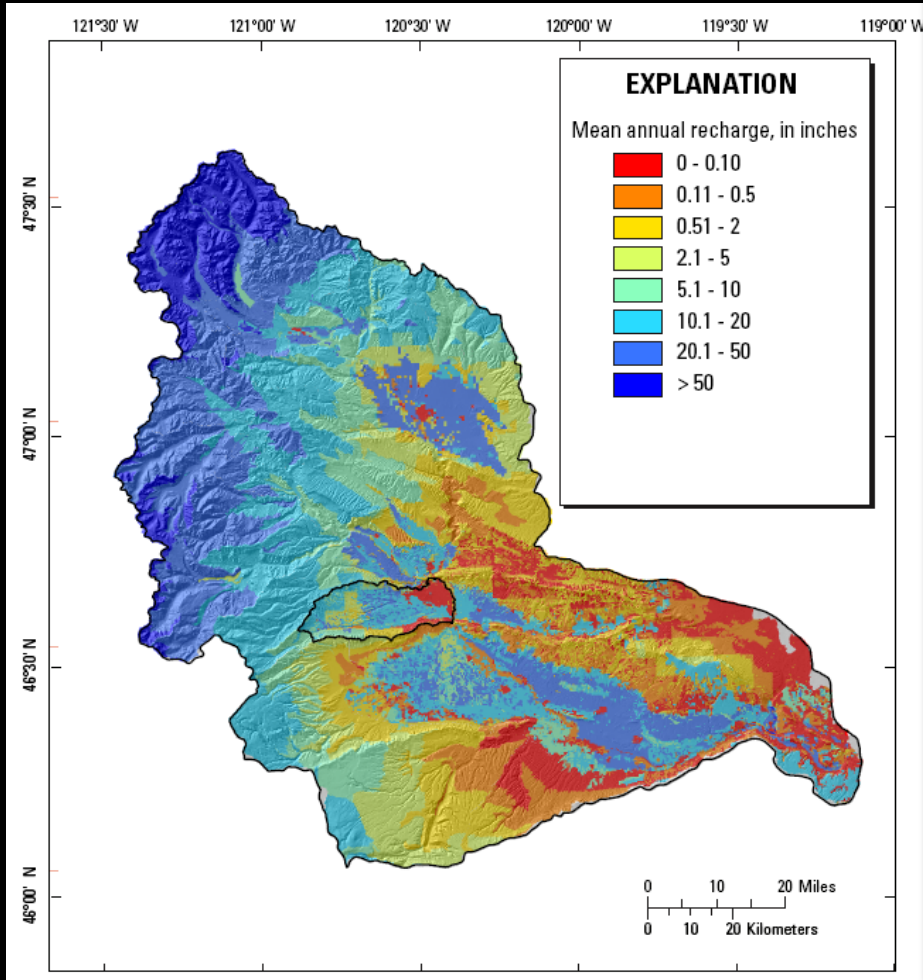 121°30' W 121°00' W 120°30' W 120°00' W 119°30' W 119°00' W
EXPLANATION
Mean annual recharge, in inches
0 - 0.10
0.11 - 0.5
0.51 - 2
2.1 - 5
5.1 - 10
10.1 - 20
20.1 - 50
> 50
47°30' N
47°00' N
46°30' N
46°00' N
0 10 20 Miles
0 10 20 Kilometers